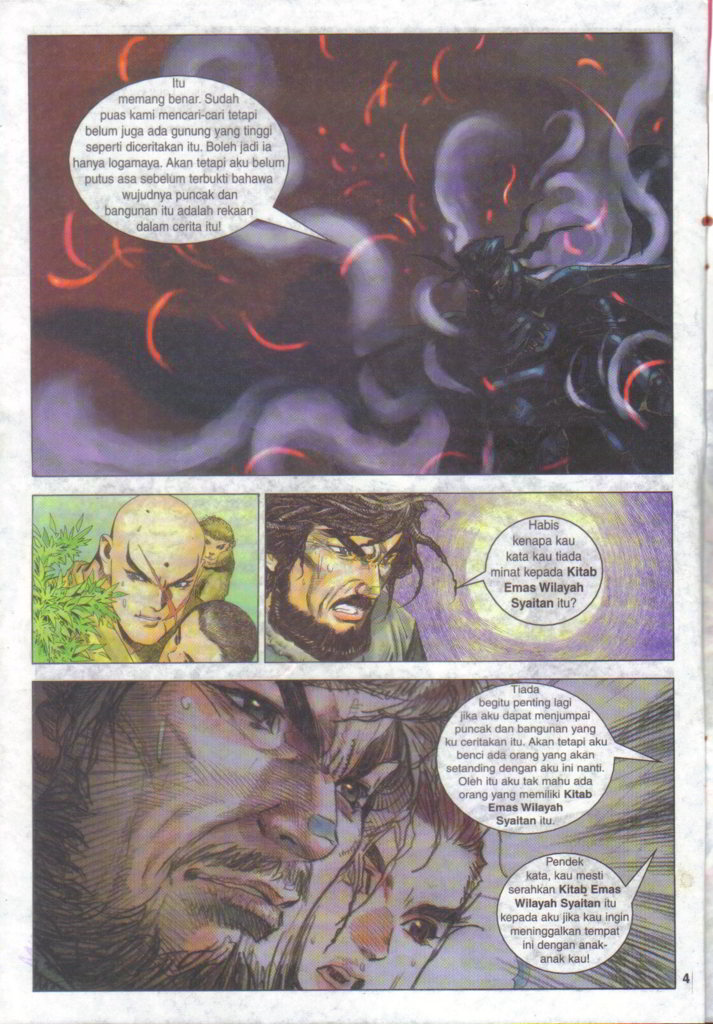 Itu
memang benar. Sudah
puas kami mencari-cari tetapi
belum juga ada gunung yang tinggi
seperti diceritakan itu. Boleh jadi ia
hanya logamaya. Akan tetapi aku belum
putus asa sebelum terbukti bahawa
wujudnya puncak dan
bangunan itu adalah rekaan
dalam cerita itu!
Habis
kenapa kau
kata kau tiada
minat kepada Kitab
Emas Wilayah
Syaitan itu?
Tiada
begitu penting lagi
jika aku dapat menjumpai
puncak dan bangunan yang
ku ceritakan itu. Akan tetapi aku
benci ada orang yang akan
setanding dengan aku ini nanti.
Oleh itu aku tak mahu ada
orang yang memiliki Kitab
Emas Wilayah
Syaitan itu.
Pendek
kata, kau mesti
serahkan Kitab Emas
Wilayah Syaitan itu
kepada aku jika kau ingin
meninggalkan tempat
ini dengan anak-
anak kau!
4